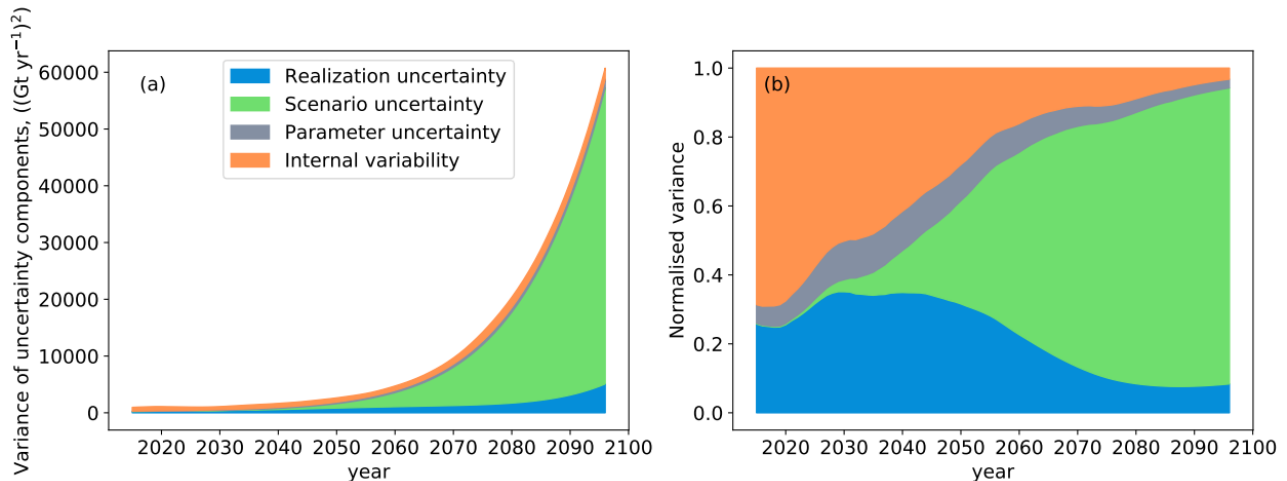 Variance of uncertainty components, ((Gt yr⁻¹)²)
(a)
Realization uncertainty
Scenario uncertainty
Parameter uncertainty
Internal variability
60000
50000
40000
30000
20000
10000
0
2020 2030 2040 2050 2060 2070 2080 2090 2100
year
Normalised variance
(b)
1.0
0.8
0.6
0.4
0.2
0.0
2020 2030 2040 2050 2060 2070 2080 2090 2100
year